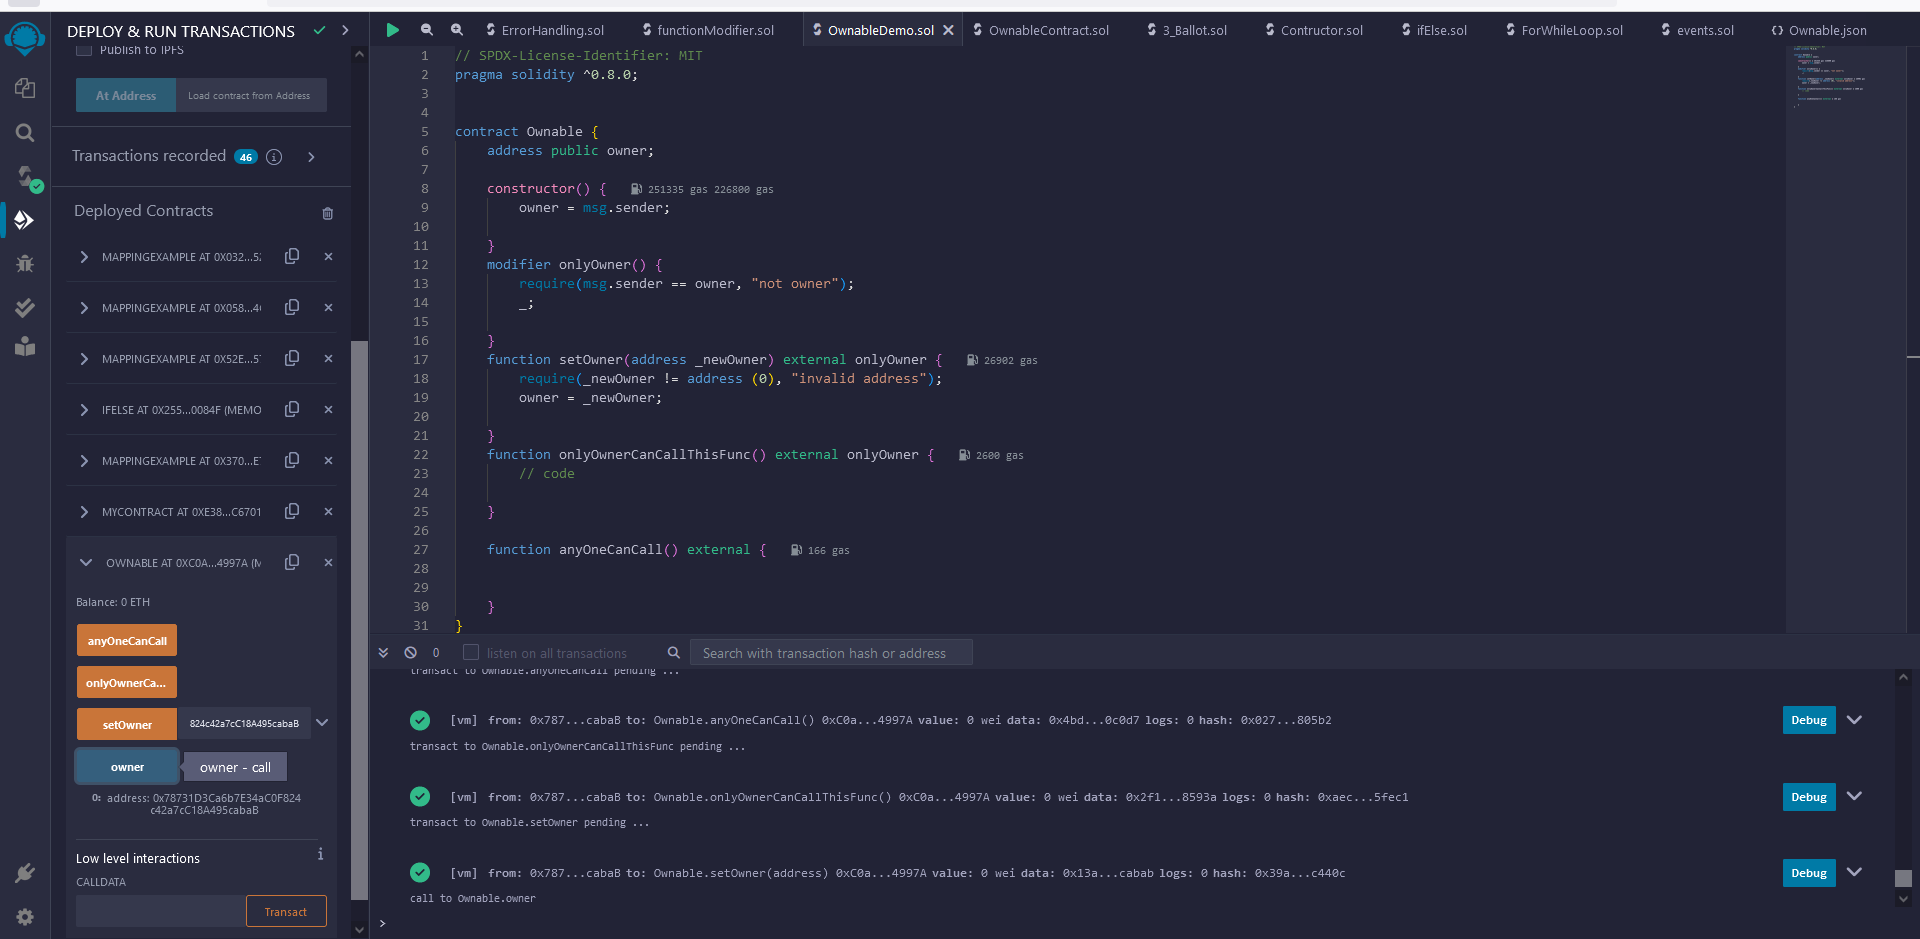 DEPLOY & RUN TRANSACTIONS
Publish to IPFS
At Address Load contract from Address
Transactions recorded 46
Deployed Contracts
MAPPINGEXAMPLE AT 0X032...52
MAPPINGEXAMPLE AT 0X058...4
MAPPINGEXAMPLE AT 0X52E...5
IFELSE AT 0X255...0084F (MEMO
MAPPINGEXAMPLE AT 0X370...E
MYCONTRACT AT 0XE38...C6701
OWNABLE AT 0XC0A...4997A (M
Balance: 0 ETH
anyOneCanCall
onlyOwnerCa...
setOwner 824c42a7cC18A495cabaB
owner owner - call
0: address: 0x78731D3Ca6b7E34aC0F824
c42a7cC18A495cabaB
Low level interactions i
CALLDATA
Transact
ErrorHandling.sol functionModifier.sol OwnableDemo.sol OwnableContract.sol 3_Ballot.sol Contructor.sol ifElse.sol ForWhileLoop.sol events.sol Ownable.json
1 // SPDX-License-Identifier: MIT
2 pragma solidity ^0.8.0;
3
4
5 contract Ownable {
6 address public owner;
7
8 constructor() { 251335 gas 226800 gas
9 owner = msg.sender;
10
11 }
12 modifier onlyOwner() {
13 require(msg.sender == owner, "not owner");
14 _;
15
16 }
17 function setOwner(address _newOwner) external onlyOwner { 26902 gas
18 require(_newOwner != address (0), "invalid address");
19 owner = _newOwner;
20
21 }
22 function onlyOwnerCanCallThisFunc() external onlyOwner { 2600 gas
23 // code
24
25 }
26
27 function anyOneCanCall() external { 166 gas
28
29
30 }
31 }
0 listen on all transactions Search with transaction hash or address
transact to Ownable.anyOneCanCall pending ...
[vm] from: 0x787...cabaB to: Ownable.anyOneCanCall() 0xC0a...4997A value: 0 wei data: 0x4bd...0c0d7 logs: 0 hash: 0x027...805b2 Debug
transact to Ownable.onlyOwnerCanCallThisFunc pending ...
[vm] from: 0x787...cabaB to: Ownable.onlyOwnerCanCallThisFunc() 0xC0a...4997A value: 0 wei data: 0x2f1...8593a logs: 0 hash: 0xaec...5fec1 Debug
transact to Ownable.setOwner pending ...
[vm] from: 0x787...cabaB to: Ownable.setOwner(address) 0xC0a...4997A value: 0 wei data: 0x13a...cabab logs: 0 hash: 0x39a...c440c Debug
call to Ownable.owner
>